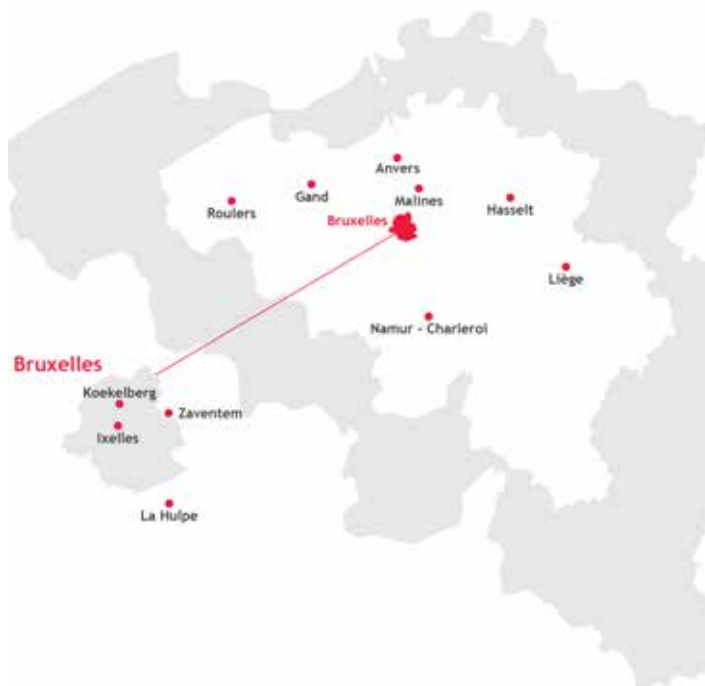 Anvers
Gand
Malines
Roulers
Hasselt
Bruxelles
Liège
Namur - Charleroi
Bruxelles
Koekelberg
Zaventem
Ixelles
La Hulpe